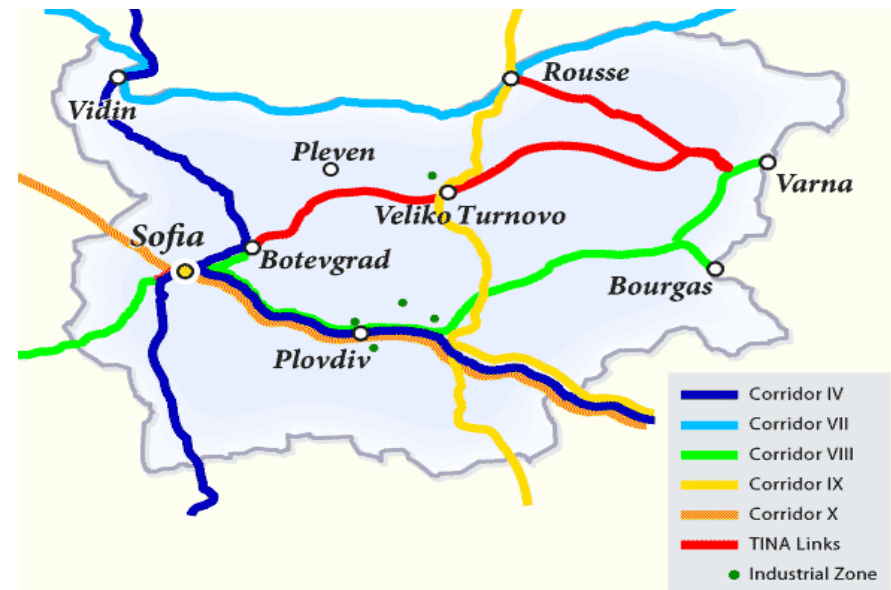 Rousse
Vidin
Pleven
Varna
Veliko Turnovo
Sofia
Botevgrad
Bourgas
Plovdiv
Corridor IV
Corridor VII
Corridor VIII
Corridor IX
Corridor X
TINA Links
Industrial Zone